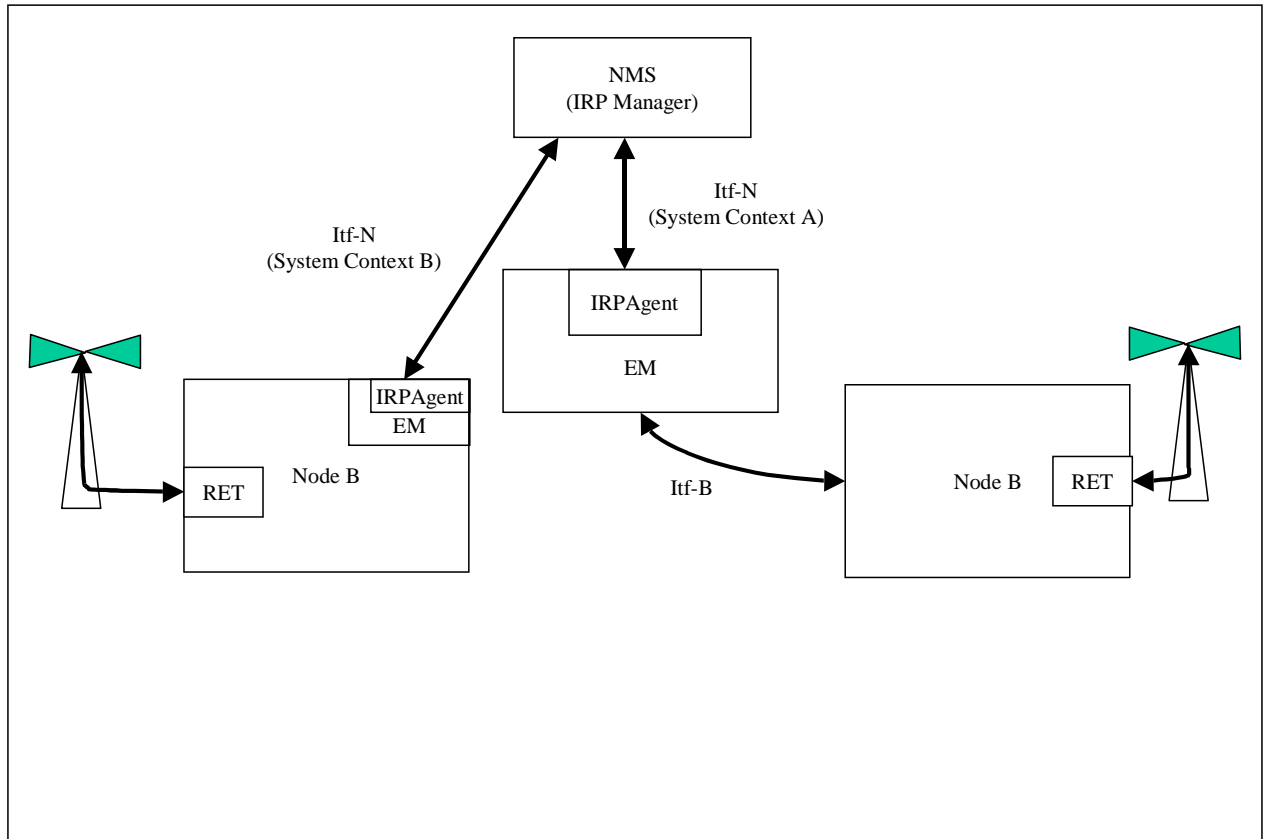 NMS
(IRP Manager)
Itf-N
(System Context A)
Itf-N
(System Context B)
IRPAgent
EM
IRPAgent
EM
Node B
RET
Itf-B
Node B
RET